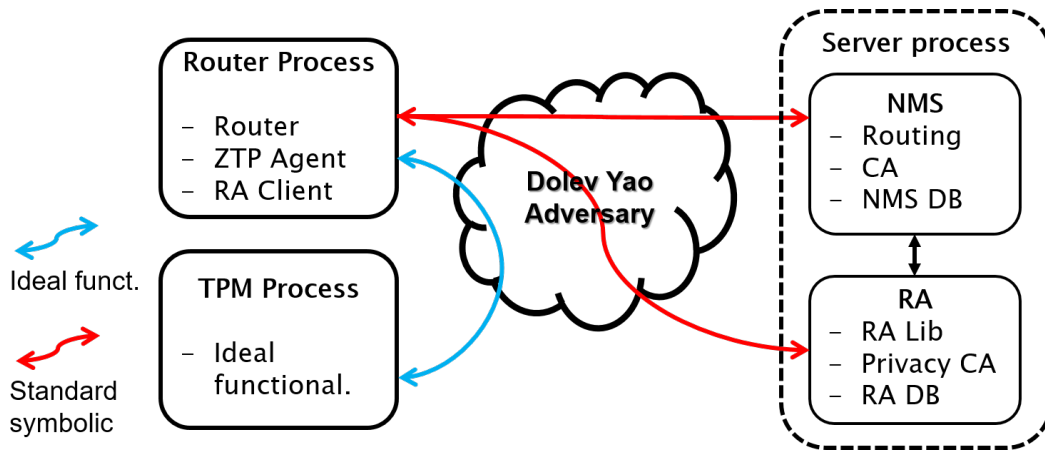 Router Process
– Router
– ZTP Agent
– RA Client
Ideal funct.
TPM Process
– Ideal
functional.
Standard
symbolic
Dolev Yao
Adversary
Server process
NMS
– Routing
– CA
– NMS DB
RA
– RA Lib
– Privacy CA
– RA DB